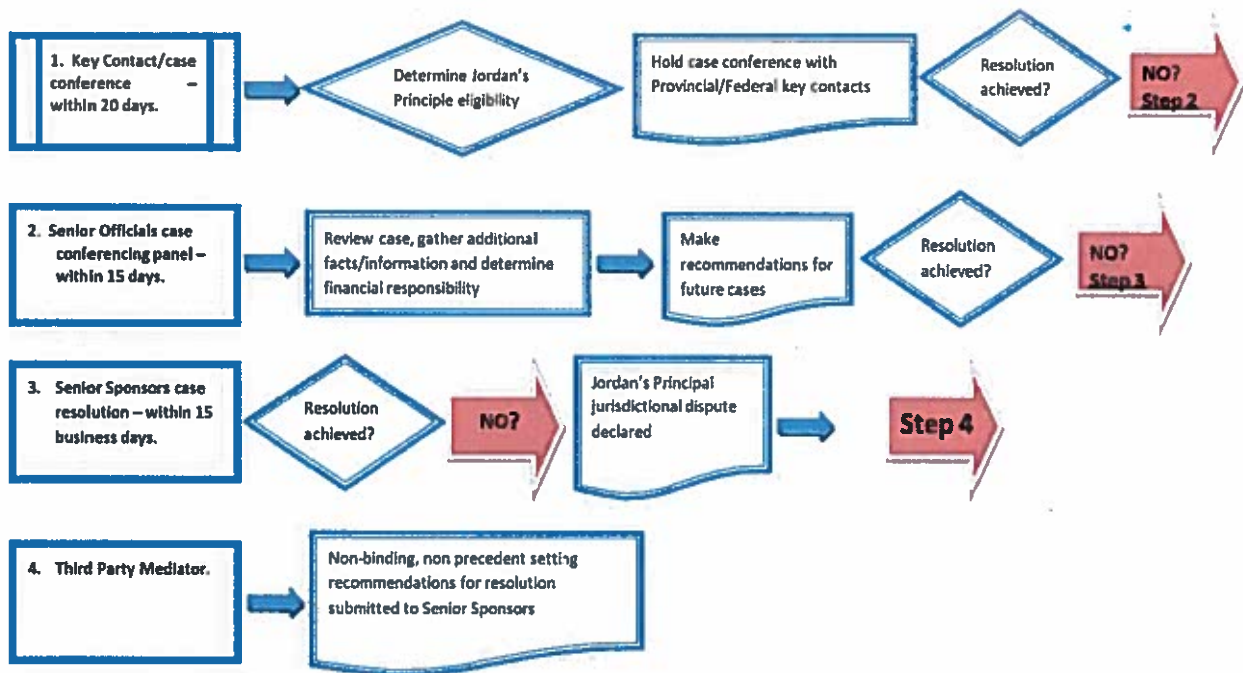 1. Key Contact/case
conference –
within 20 days.
Determine Jordan's
Principle eligibility
Hold case conference with
Provincial/Federal key contacts
Resolution
achieved?
NO?
Step 2
2. Senior Officials case
conferencing panel –
within 15 days.
Review case, gather additional
facts/information and determine
financial responsibility
Make
recommendations for
future cases
Resolution
achieved?
NO?
Step 3
3. Senior Sponsors case
resolution – within 15
business days.
Resolution
achieved?
NO?
Jordan's Principal
jurisdictional dispute
declared
Step 4
4. Third Party Mediator.
Non-binding, non precedent setting
recommendations for resolution
submitted to Senior Sponsors